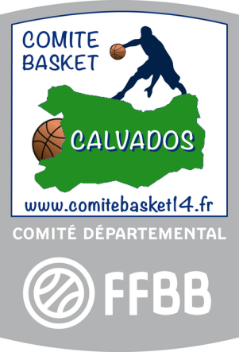 COMITE
BASKET
CALVADOS
www.comitebasket14.fr
COMITÉ DÉPARTEMENTAL
FFBB